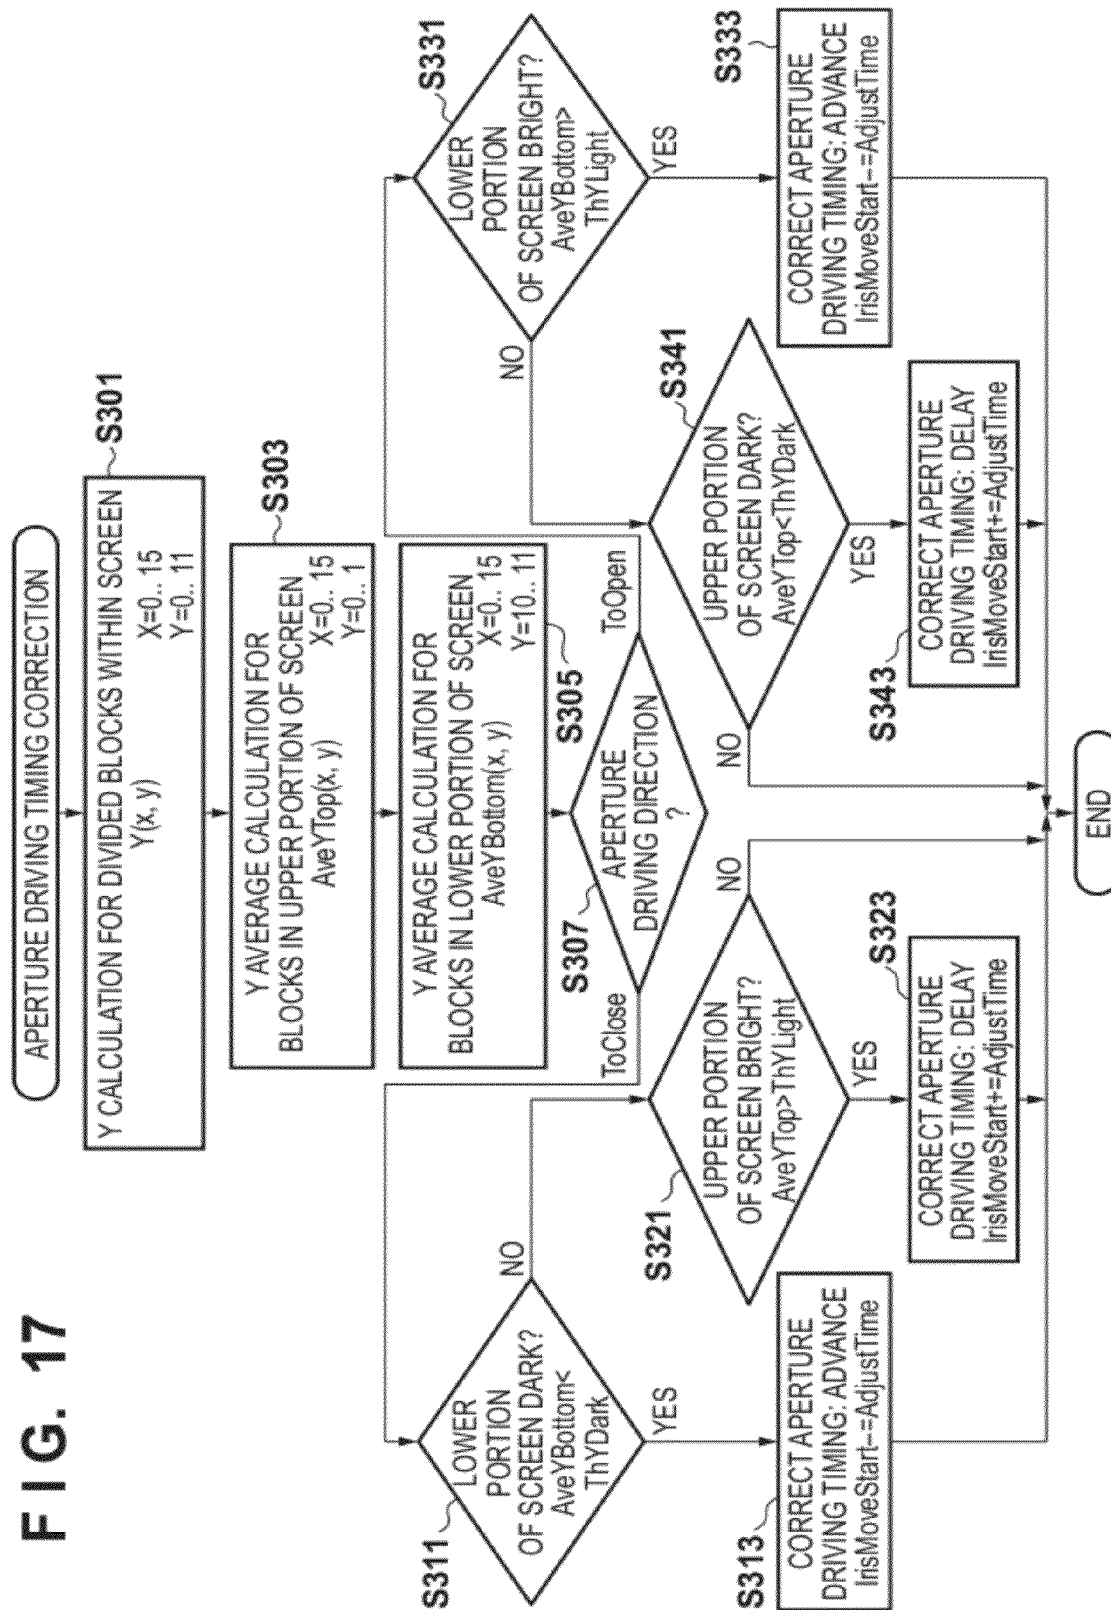 FIG. 17
APERTURE DRIVING TIMING CORRECTION
Y CALCULATION FOR DIVIDED BLOCKS WITHIN SCREEN
Y(x, y) X=0.. 15
Y=0.. 11
S301
Y AVERAGE CALCULATION FOR
BLOCKS IN UPPER PORTION OF SCREEN
AveYTop(x, y) X=0.. 15
Y=0.. 1
S303
Y AVERAGE CALCULATION FOR
BLOCKS IN LOWER PORTION OF SCREEN
AveYBottom(x, y) X=0.. 15
Y=10.. 11
S305
S307
APERTURE
DRIVING DIRECTION
?
ToClose
ToOpen
S311
LOWER
PORTION
OF SCREEN DARK?
AveYBottom<
ThYDark
NO
YES
S313
CORRECT APERTURE
DRIVING TIMING: ADVANCE
IrisMoveStart-=AdjustTime
S321
UPPER PORTION
OF SCREEN BRIGHT?
AveYTop>ThYLight
NO
YES
S323
CORRECT APERTURE
DRIVING TIMING: DELAY
IrisMoveStart+=AdjustTime
S331
LOWER
PORTION
OF SCREEN BRIGHT?
AveYBottom>
ThYLight
NO
YES
S333
CORRECT APERTURE
DRIVING TIMING: ADVANCE
IrisMoveStart-=AdjustTime
S341
UPPER PORTION
OF SCREEN DARK?
AveYTop<ThYDark
NO
YES
S343
CORRECT APERTURE
DRIVING TIMING: DELAY
IrisMoveStart+=AdjustTime
END